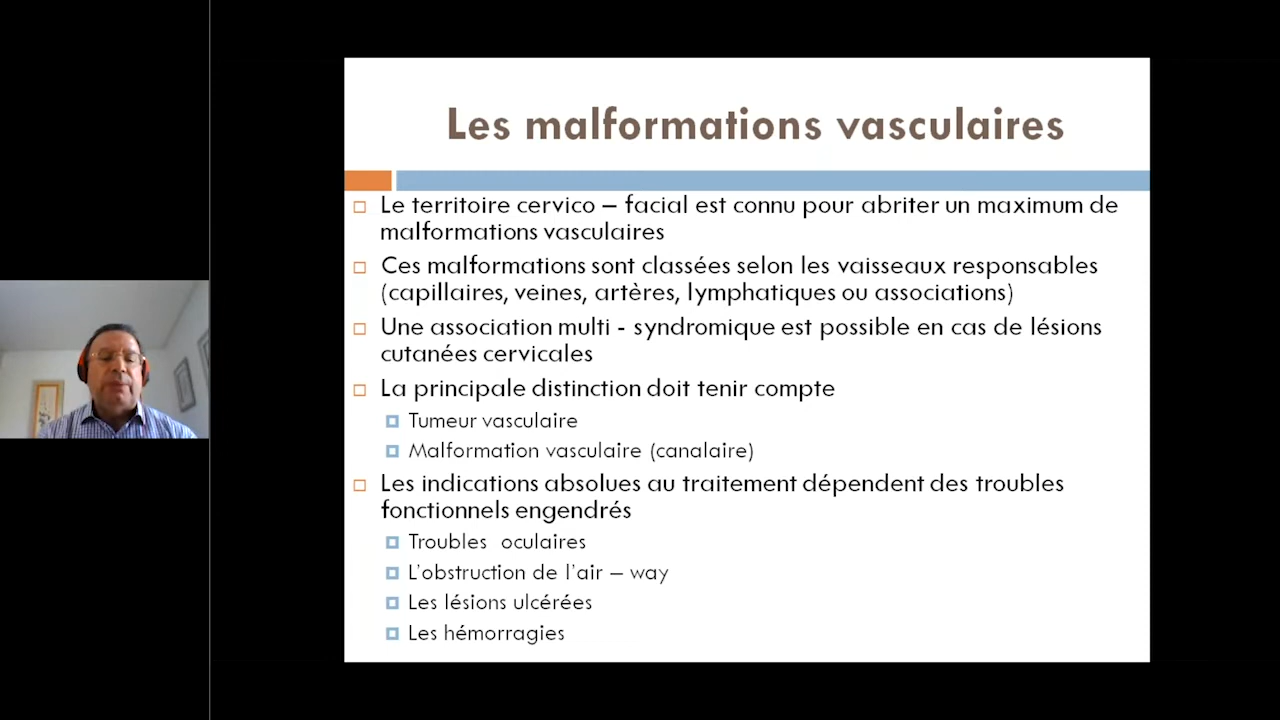 Les malformations vasculaires
Le territoire cervico – facial est connu pour abriter un maximum de
malformations vasculaires
Ces malformations sont classées selon les vaisseaux responsables
(capillaires, veines, artères, lymphatiques ou associations)
Une association multi - syndromique est possible en cas de lésions
cutanées cervicales
La principale distinction doit tenir compte
Tumeur vasculaire
Malformation vasculaire (canalaire)
Les indications absolues au traitement dépendent des troubles
fonctionnels engendrés
Troubles oculaires
L'obstruction de l'air – way
Les lésions ulcérées
Les hémorragies